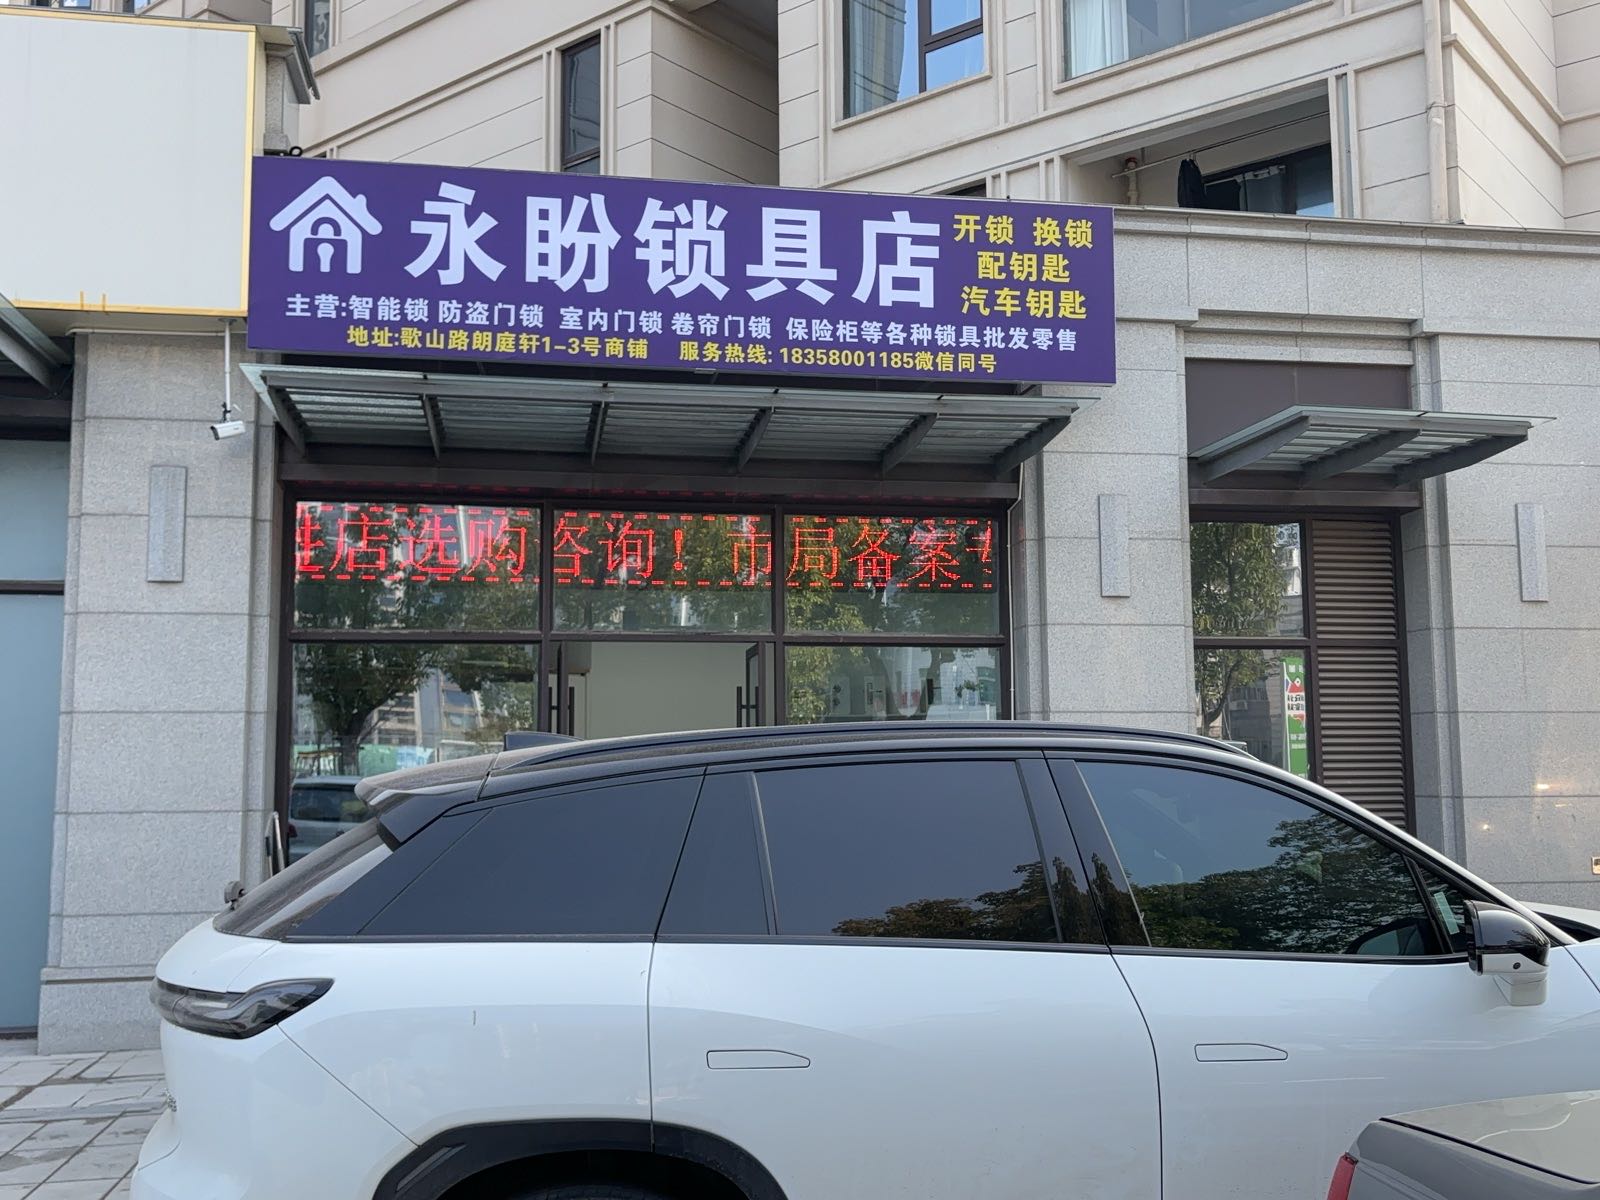 永盼锁具店
开锁 换锁
配钥匙
汽车钥匙
主营:智能锁 防盗门锁 室内门锁 卷帘门锁 保险柜等各种锁具批发零售
地址:歌山路朗庭轩1-3号商铺 服务热线: 18358001185微信同号
店选购咨询！市局备案